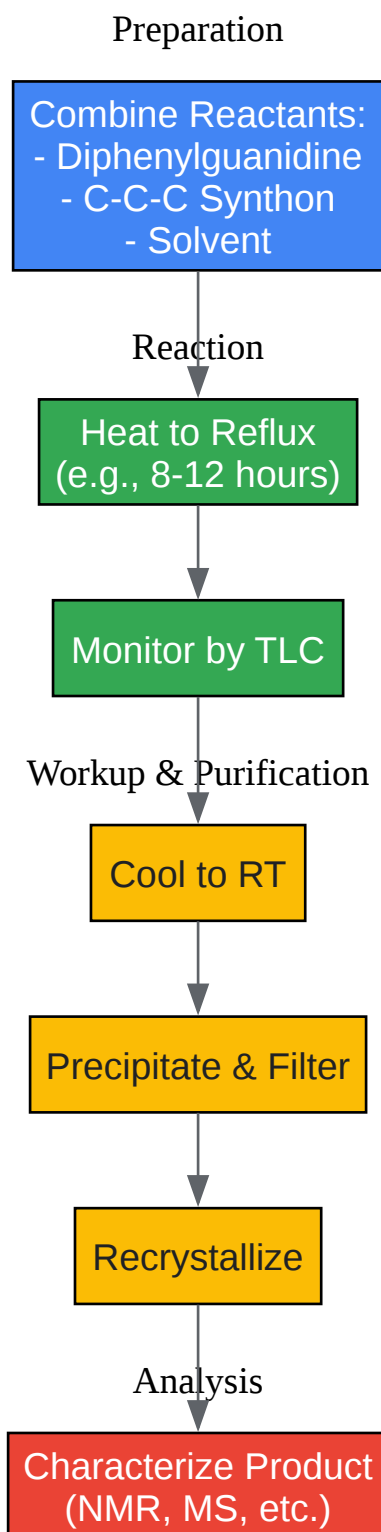 Preparation
Combine Reactants:
- Diphenylguanidine
- C-C-C Synthon
- Solvent
Reaction
Heat to Reflux
(e.g., 8-12 hours)
Monitor by TLC
Workup & Purification
Cool to RT
Precipitate & Filter
Recrystallize
Analysis
Characterize Product
(NMR, MS, etc.)